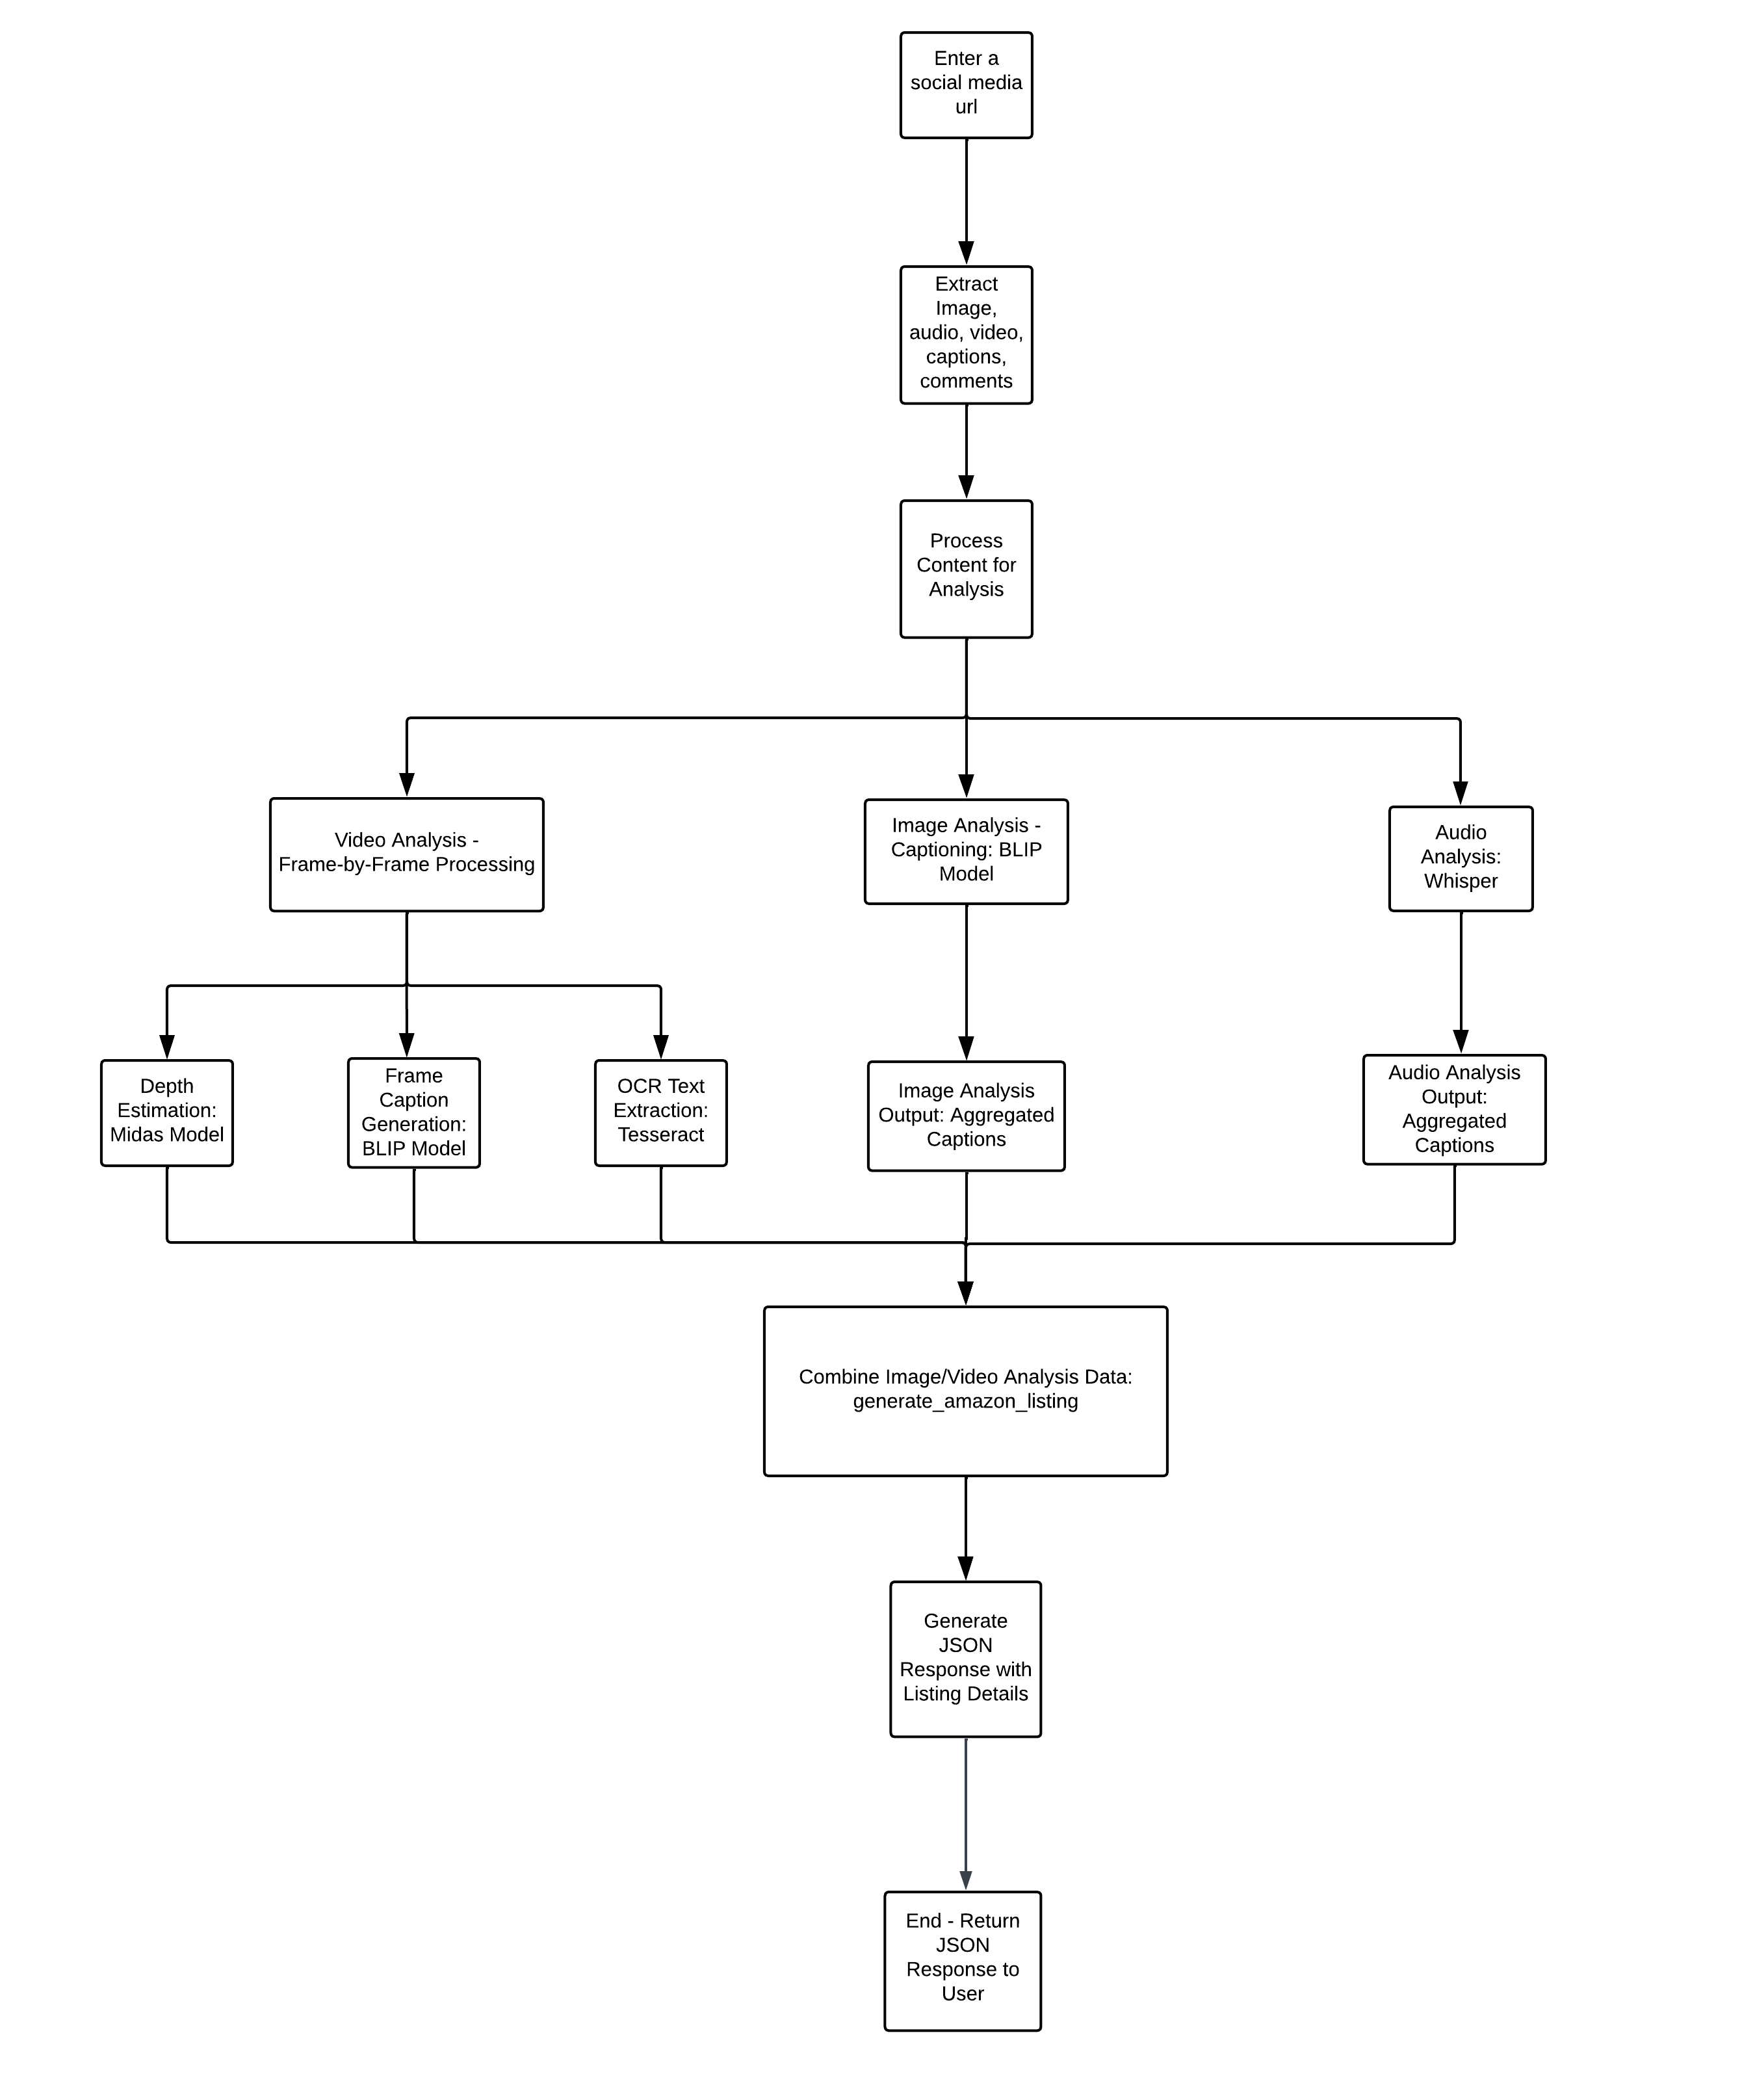 Enter a
social media
url
Extract
Image,
audio, video,
captions,
comments
Process
Content for
Analysis
Video Analysis -
Frame-by-Frame Processing
Image Analysis -
Captioning: BLIP
Model
Audio
Analysis:
Whisper
Depth
Estimation:
Midas Model
Frame
Caption
Generation:
BLIP Model
OCR Text
Extraction:
Tesseract
Image Analysis
Output: Aggregated
Captions
Audio Analysis
Output:
Aggregated
Captions
Combine Image/Video Analysis Data:
generate_amazon_listing
Generate
JSON
Response with
Listing Details
End - Return
JSON
Response to
User